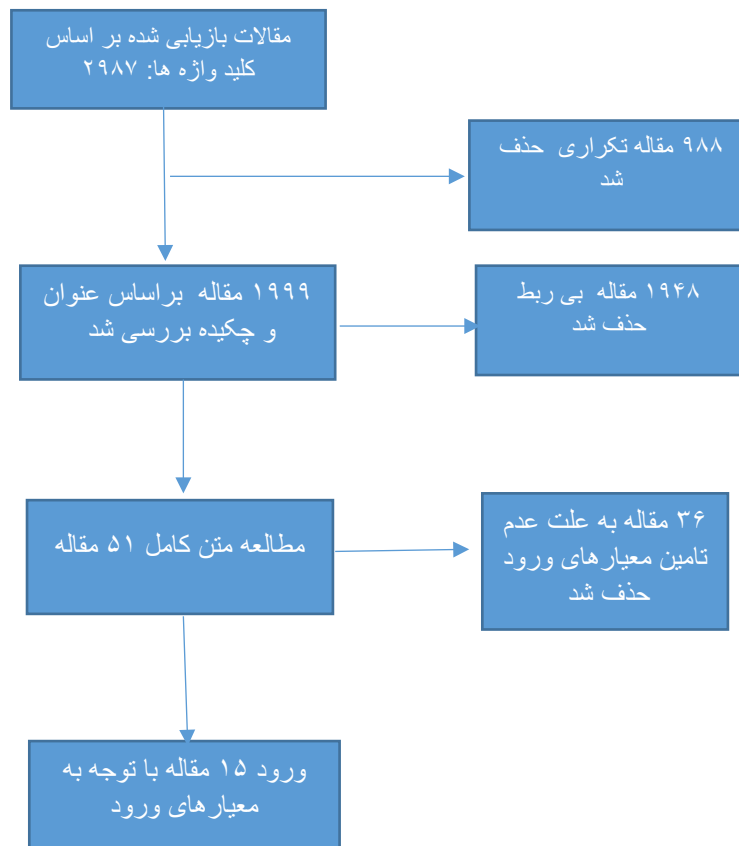 مقالات بازیابی شده بر اساس
کلید واژه ها: ۲۹۸۷
۹۸۸ مقاله تکراری حذف
شد
۱۹۹۹ مقاله براساس عنوان
و چکیده بررسی شد
۱۹۴۸ مقاله بی ربط
حذف شد
مطالعه متن کامل ۵۱ مقاله
۳۶ مقاله به علت عدم
تامین معیارهای ورود
حذف شد
ورود ۱۵ مقاله با توجه به
معیارهای ورود